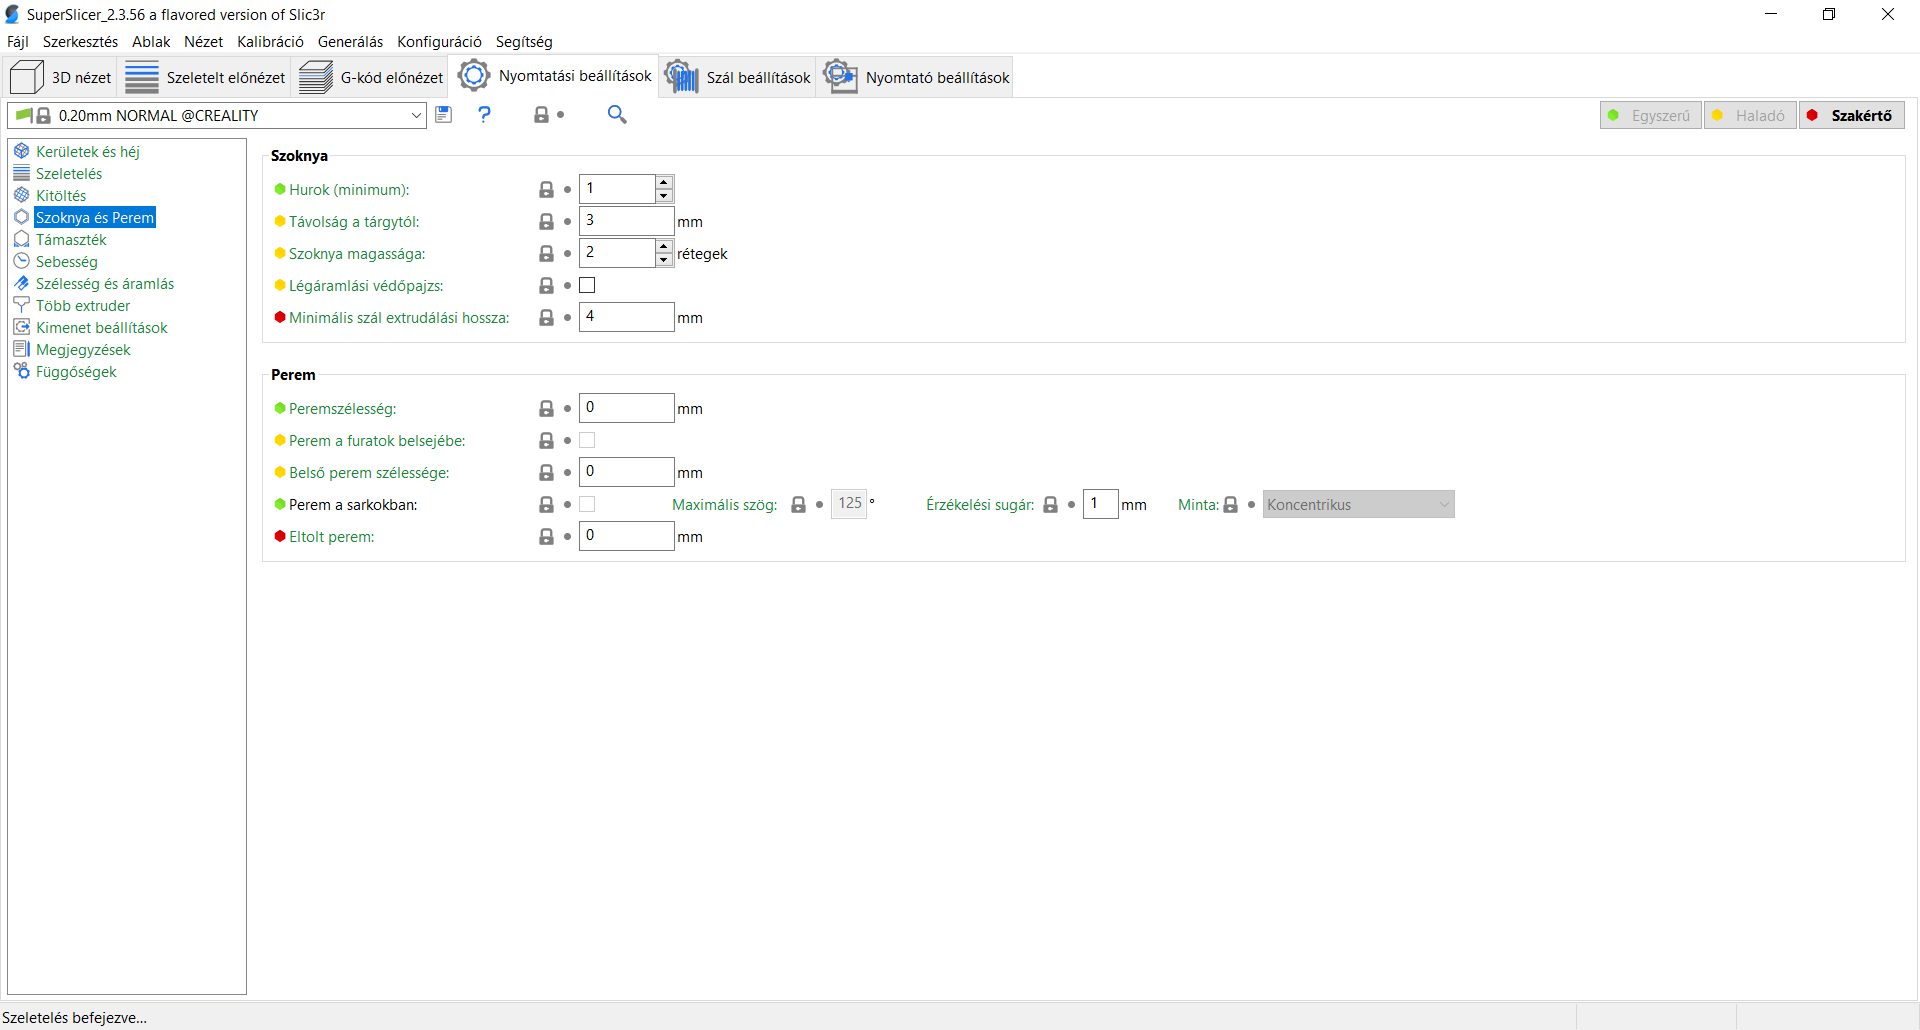 SuperSlicer_2.3.56 a flavored version of Slic3r
Fájl Szerkesztés Ablak Nézet Kalibráció Generálás Konfiguráció Segítség
3D nézet Szeletelt előnézet G-kód előnézet Nyomtatási beállítások Szál beállítások Nyomtató beállítások
0.20mm NORMAL @CREALITY ? Egyszerű Haladó Szakértő
Kerületek és héj
Szeletelés
Kitöltés
Szoknya és Perem
Támaszték
Sebesség
Szélesség és áramlás
Több extruder
Kimenet beállítások
Megjegyzések
Függőségek
Szoknya
Hurok (minimum): 1
Távolság a tárgytól: 3 mm
Szoknya magassága: 2 rétegek
Légáramlási védőpajzs:
Minimális szál extrudálási hossza: 4 mm
Perem
Peremszélesség: 0 mm
Perem a furatok belsejébe:
Belső perem szélessége: 0 mm
Perem a sarkokban: Maximális szög: 125 ° Érzékelési sugár: 1 mm Minta: Koncentrikus
Eltolt perem: 0 mm
Szeletelés befejezve...